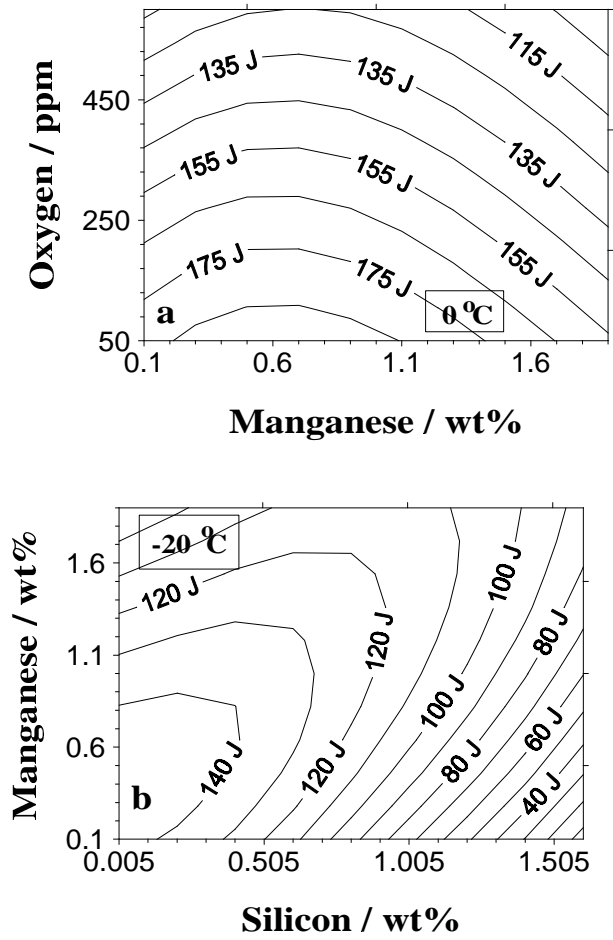 115 J
135 J
135 J
450
135 J
155 J
155 J
250
155 J
175 J
175 J
a
0 °C
50
0.1
0.6
1.1
1.6
Oxygen / ppm
Manganese / wt%
-20 °C
1.6
120 J
100 J
120 J
80 J
1.1
100 J
60 J
0.6
140 J
120 J
80 J
40 J
b
0.1
0.005
0.505
1.005
1.505
Manganese / wt%
Silicon / wt%